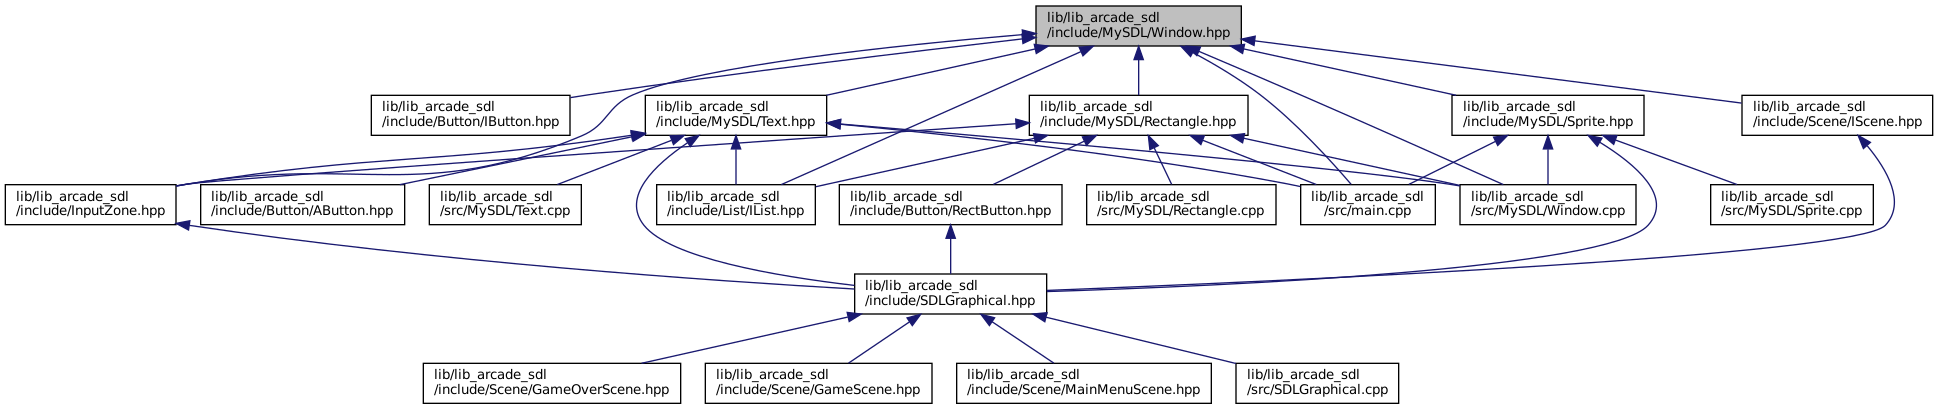 lib/lib_arcade_sdl
/include/MySDL/Window.hpp
lib/lib_arcade_sdl
/include/Button/IButton.hpp
lib/lib_arcade_sdl
/include/MySDL/Text.hpp
lib/lib_arcade_sdl
/include/MySDL/Rectangle.hpp
lib/lib_arcade_sdl
/include/MySDL/Sprite.hpp
lib/lib_arcade_sdl
/include/Scene/IScene.hpp
lib/lib_arcade_sdl
/include/InputZone.hpp
lib/lib_arcade_sdl
/include/Button/AButton.hpp
lib/lib_arcade_sdl
/src/MySDL/Text.cpp
lib/lib_arcade_sdl
/include/List/IList.hpp
lib/lib_arcade_sdl
/include/Button/RectButton.hpp
lib/lib_arcade_sdl
/src/MySDL/Rectangle.cpp
lib/lib_arcade_sdl
/src/main.cpp
lib/lib_arcade_sdl
/src/MySDL/Window.cpp
lib/lib_arcade_sdl
/src/MySDL/Sprite.cpp
lib/lib_arcade_sdl
/include/SDLGraphical.hpp
lib/lib_arcade_sdl
/include/Scene/GameOverScene.hpp
lib/lib_arcade_sdl
/include/Scene/GameScene.hpp
lib/lib_arcade_sdl
/include/Scene/MainMenuScene.hpp
lib/lib_arcade_sdl
/src/SDLGraphical.cpp